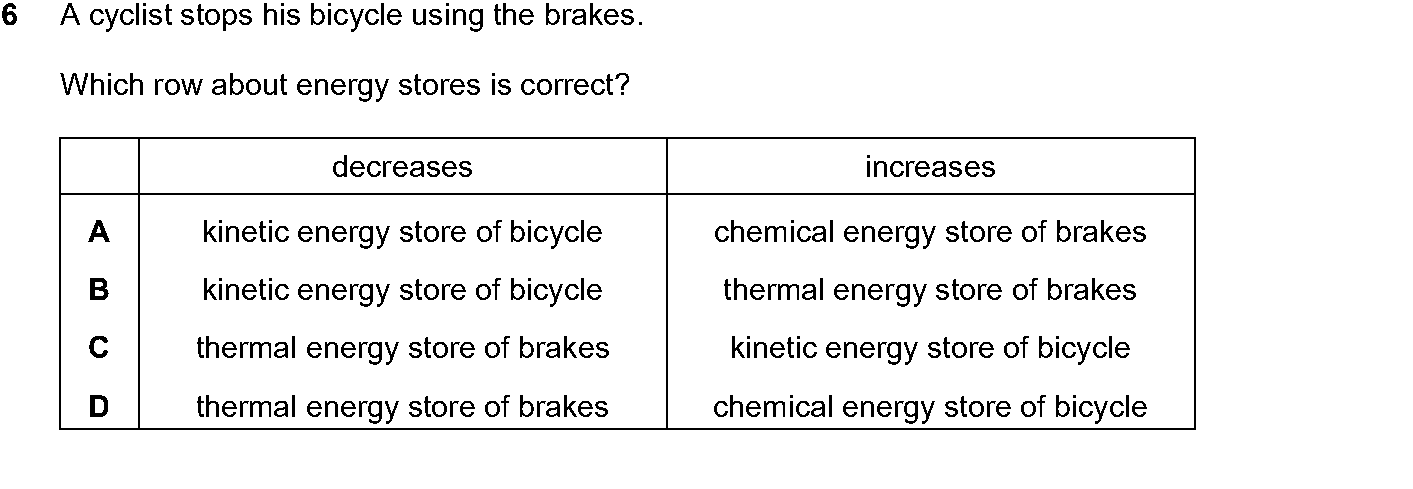 6 A cyclist stops his bicycle using the brakes.
Which row about energy stores is correct?
decreases increases
A kinetic energy store of bicycle chemical energy store of brakes
B kinetic energy store of bicycle thermal energy store of brakes
C thermal energy store of brakes kinetic energy store of bicycle
D thermal energy store of brakes chemical energy store of bicycle